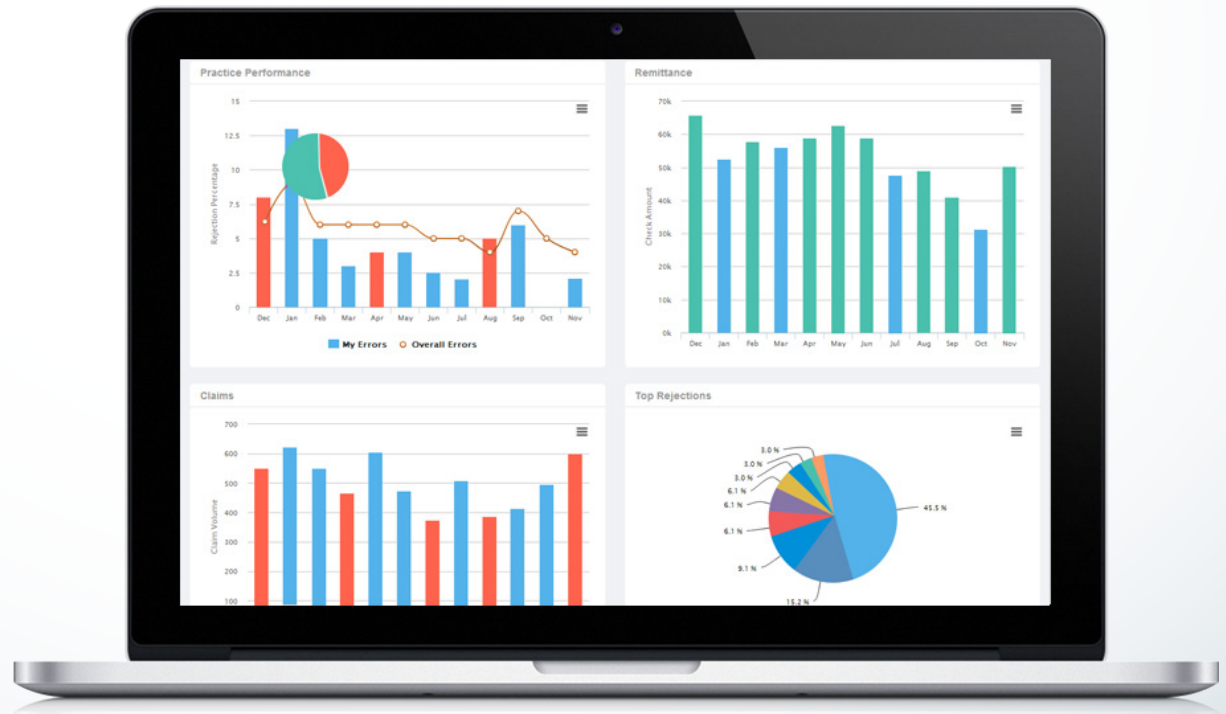 Practice Performance
15
12.5
10
7.5
5
2.5
0
Rejection Percentage
Dec Jan Feb Mar Apr May Jun Jul Aug Sep Oct Nov
My Errors Overall Errors
Remittance
70k
60k
50k
40k
30k
20k
10k
0k
Check Amount
Dec Jan Feb Mar Apr May Jun Jul Aug Sep Oct Nov
Claims
700
600
500
400
300
200
100
Claim Volume
Top Rejections
3.0 %
3.0 %
3.0 %
6.1 %
6.1 %
6.1 %
9.1 %
15.2 %
45.5 %